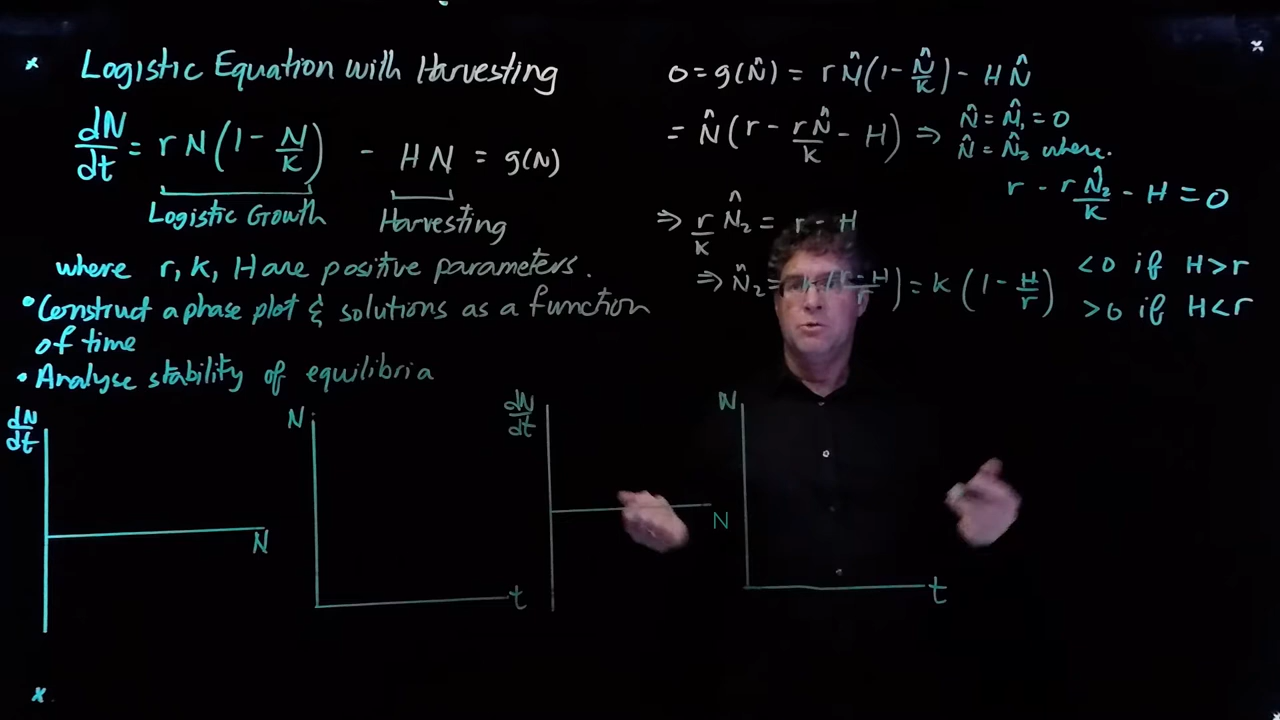 Logistic Equation with Harvesting
dN/dt = rN(1 - N/K) - HN = g(N)
Logistic Growth Harvesting
where r, K, H are positive parameters.
• Construct a phase plot & solutions as a function
of time
• Analyse stability of equilibria
0 = g(N̂) = rN̂(1 - N̂/K) - HN̂
= N̂(r - rN̂/K - H) ⇒ N̂ = N̂₁ = 0
N̂ = N̂₂ where.
r - rN̂₂/K - H = 0
⇒ r/K N̂₂ = r - H
⇒ N̂₂ = K(r-H/r) = K(1 - H/r) <0 if H>r
>0 if H<r
dN/dt
N
N
t
dN/dt
N
N
t